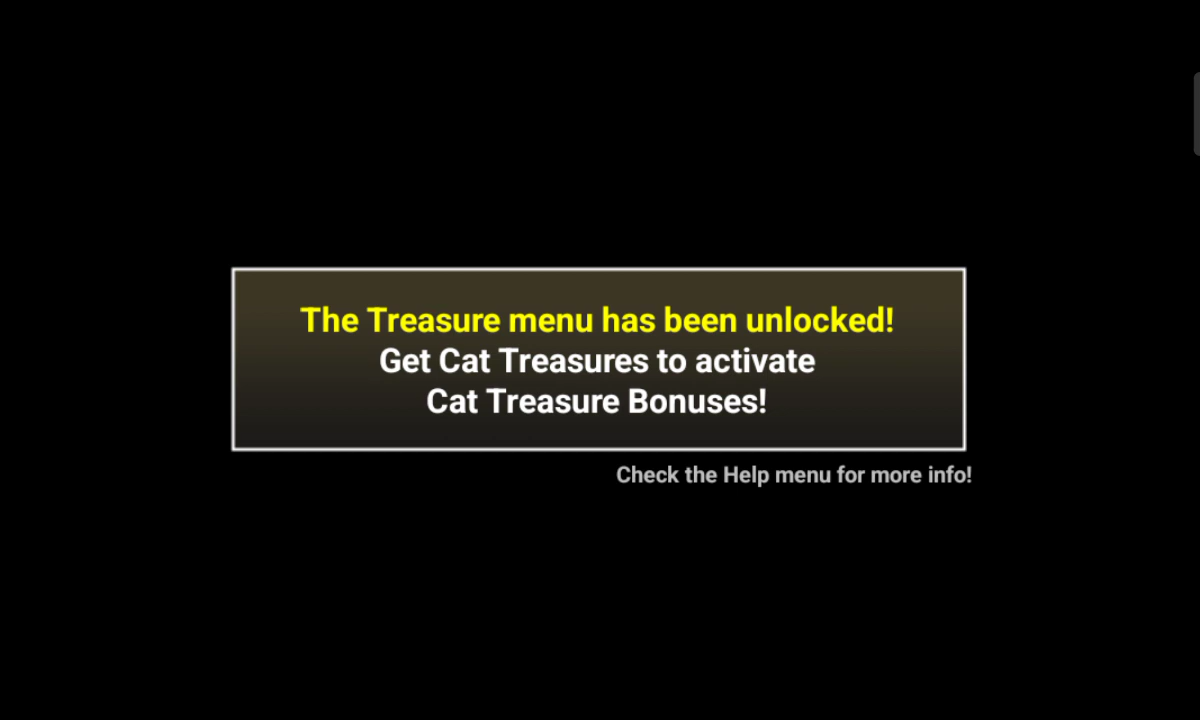 The Treasure menu has been unlocked!
Get Cat Treasures to activate
Cat Treasure Bonuses!
Check the Help menu for more info!